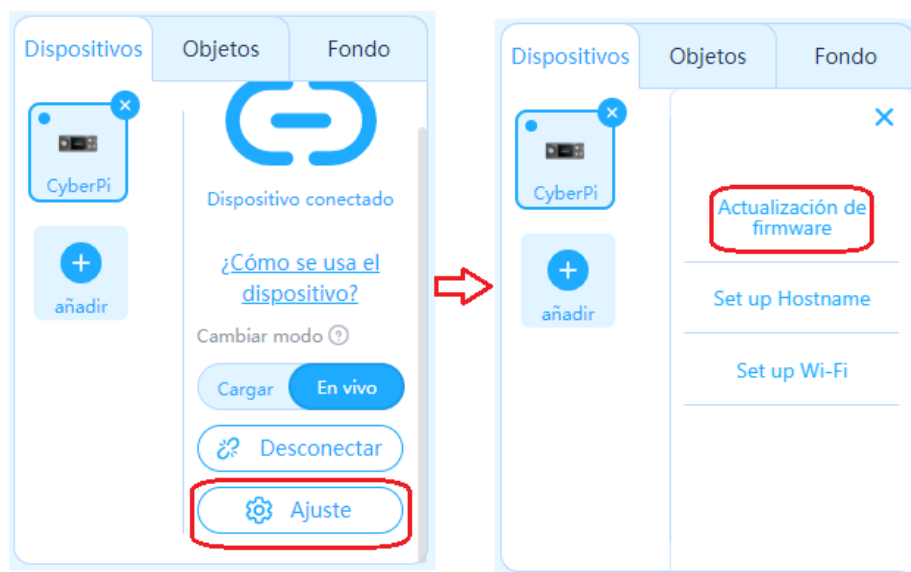 Dispositivos
Objetos
Fondo
CyberPi
añadir
Dispositivo conectado
¿Cómo se usa el
dispositivo?
Cambiar modo ?
Cargar
En vivo
Desconectar
Ajuste
Dispositivos
Objetos
Fondo
CyberPi
añadir
Actualización de
firmware
Set up Hostname
Set up Wi-Fi